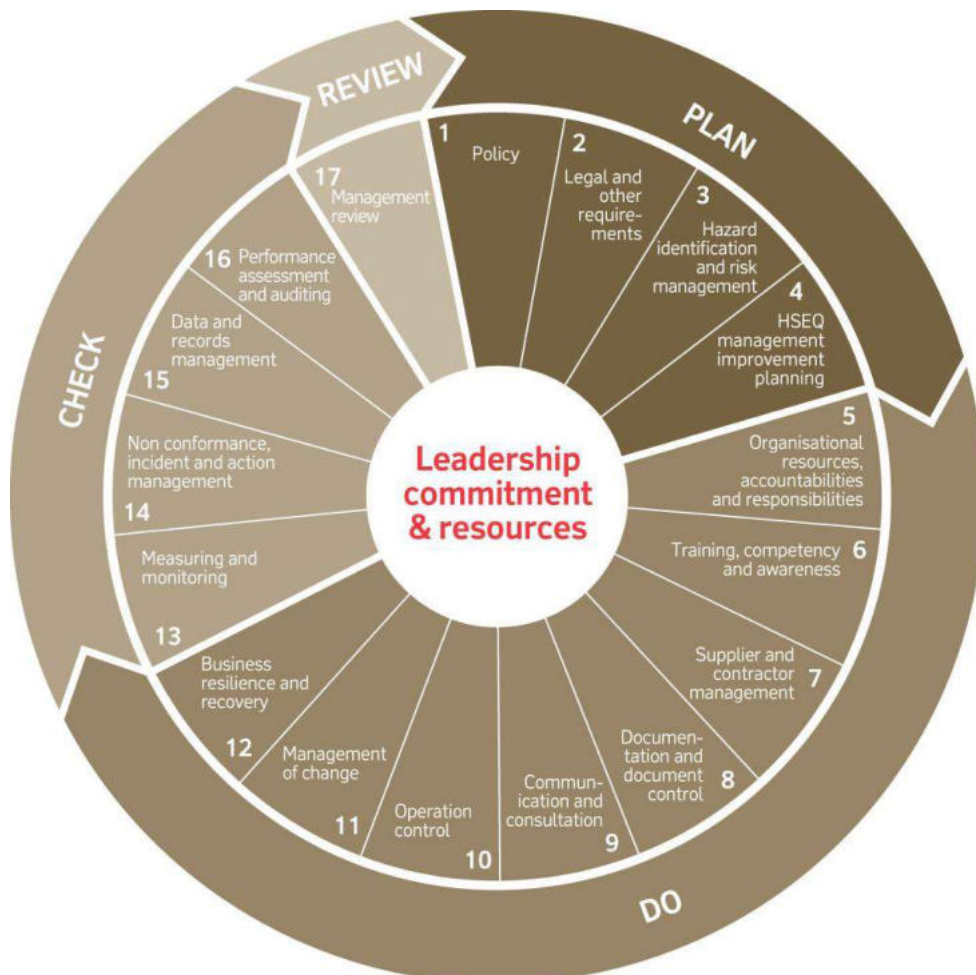 REVIEW
PLAN
DO
CHECK
1
Policy
2
Legal and
other
require-
ments
3
Hazard
identification
and risk
management
4
HSEQ
management
improvement
planning
5
Organisational
resources,
accountabilities
and responsibilities
6
Training, competency
and awareness
7
Supplier and
contractor
management
8
Documen-
tation and
document
control
9
Commun-
ication and
consultation
10
Operation
control
11
Management
of change
12
Business
resilience and
recovery
13
Measuring and
monitoring
14
Non conformance,
incident and action
management
15
Data and
records
management
16
Performance
assessment
and auditing
17
Management
review
Leadership
commitment
& resources